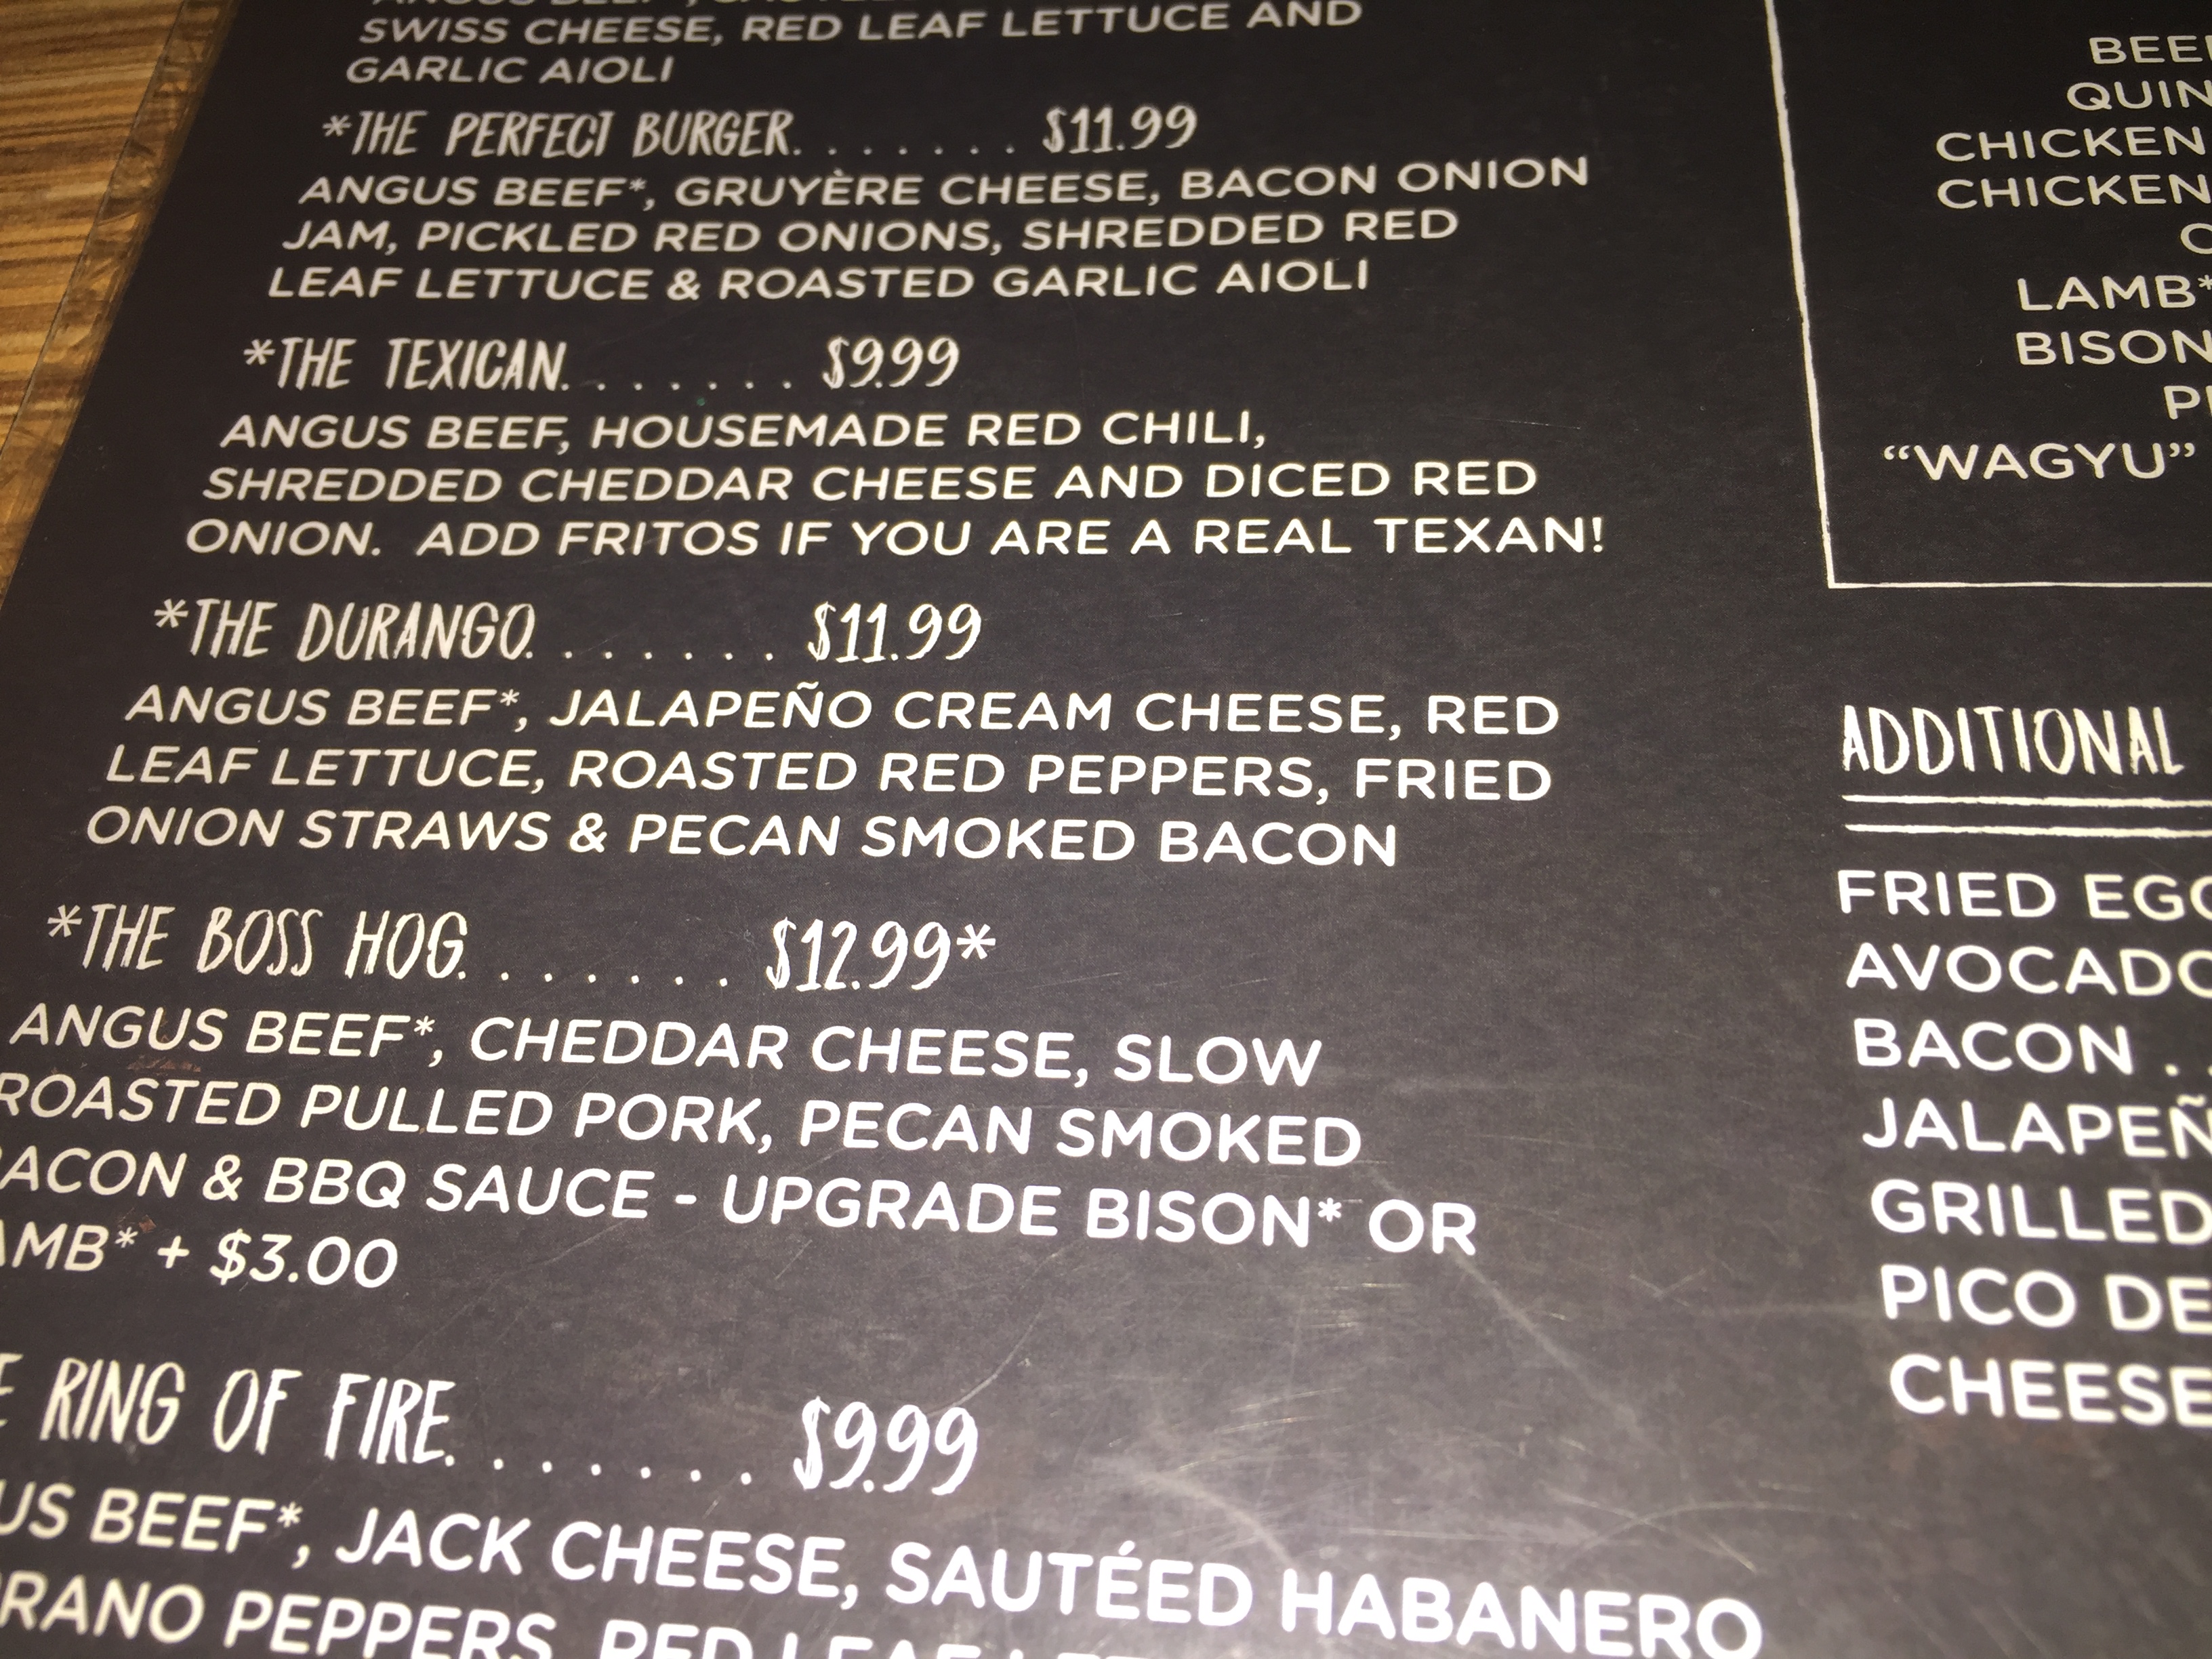 SWISS CHEESE, RED LEAF LETTUCE AND
GARLIC AIOLI
*THE PERFECT BURGER. . . . . . . $11.99
ANGUS BEEF*, GRUYÈRE CHEESE, BACON ONION
JAM, PICKLED RED ONIONS, SHREDDED RED
LEAF LETTUCE & ROASTED GARLIC AIOLI
*THE TEXICAN. . . . . . . $9.99
ANGUS BEEF, HOUSEMADE RED CHILI,
SHREDDED CHEDDAR CHEESE AND DICED RED
ONION. ADD FRITOS IF YOU ARE A REAL TEXAN!
*THE DURANGO. . . . . . . $11.99
ANGUS BEEF*, JALAPEÑO CREAM CHEESE, RED
LEAF LETTUCE, ROASTED RED PEPPERS, FRIED
ONION STRAWS & PECAN SMOKED BACON
*THE BOSS HOG. . . . . . . $12.99*
ANGUS BEEF*, CHEDDAR CHEESE, SLOW
ROASTED PULLED PORK, PECAN SMOKED
ACON & BBQ SAUCE - UPGRADE BISON* OR
AMB* + $3.00
E RING OF FIRE. . . . . . . $9.99
US BEEF*, JACK CHEESE, SAUTÉED HABANERO
RANO PEPPERS, RED LEAF
BEE
QUIN
CHICKEN
CHICKEN
LAMB*
BISON
"WAGYU"
ADDITIONAL
FRIED EGG
AVOCADO
BACON . .
JALAPEÑ
GRILLED
PICO DE
CHEESE